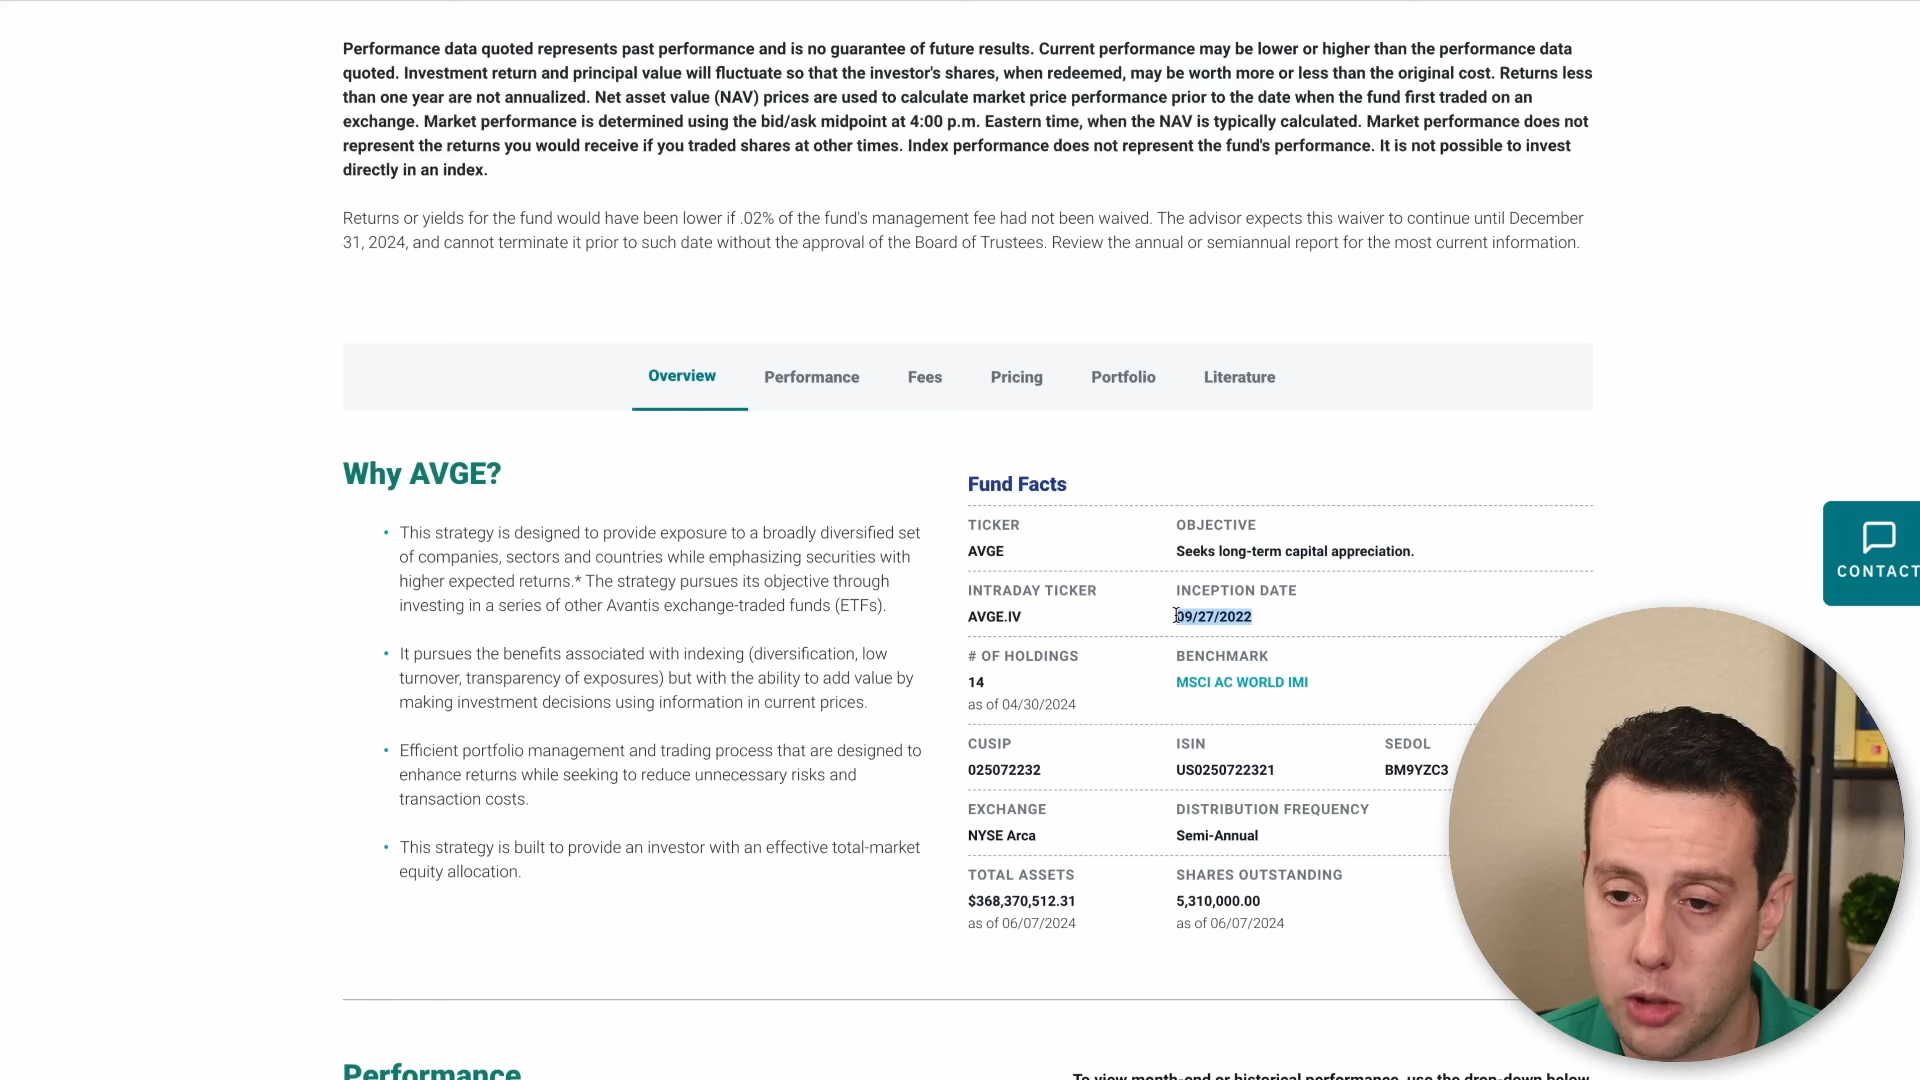 Performance data quoted represents past performance and is no guarantee of future results. Current performance may be lower or higher than the performance data
quoted. Investment return and principal value will fluctuate so that the investor's shares, when redeemed, may be worth more or less than the original cost. Returns less
than one year are not annualized. Net asset value (NAV) prices are used to calculate market price performance prior to the date when the fund first traded on an
exchange. Market performance is determined using the bid/ask midpoint at 4:00 p.m. Eastern time, when the NAV is typically calculated. Market performance does not
represent the returns you would receive if you traded shares at other times. Index performance does not represent the fund's performance. It is not possible to invest
directly in an index.
Returns or yields for the fund would have been lower if .02% of the fund's management fee had not been waived. The advisor expects this waiver to continue until December
31, 2024, and cannot terminate it prior to such date without the approval of the Board of Trustees. Review the annual or semiannual report for the most current information.
Overview Performance Fees Pricing Portfolio Literature
Why AVGE?
This strategy is designed to provide exposure to a broadly diversified set
of companies, sectors and countries while emphasizing securities with
higher expected returns.* The strategy pursues its objective through
investing in a series of other Avantis exchange-traded funds (ETFs).
It pursues the benefits associated with indexing (diversification, low
turnover, transparency of exposures) but with the ability to add value by
making investment decisions using information in current prices.
Efficient portfolio management and trading process that are designed to
enhance returns while seeking to reduce unnecessary risks and
transaction costs.
This strategy is built to provide an investor with an effective total-market
equity allocation.
Fund Facts
TICKER OBJECTIVE
AVGE Seeks long-term capital appreciation.
INTRADAY TICKER INCEPTION DATE
AVGE.IV 09/27/2022
# OF HOLDINGS BENCHMARK
14 MSCI AC WORLD IMI
as of 04/30/2024
CUSIP ISIN SEDOL
025072232 US0250722321 BM9YZC3
EXCHANGE DISTRIBUTION FREQUENCY
NYSE Arca Semi-Annual
TOTAL ASSETS SHARES OUTSTANDING
$368,370,512.31 5,310,000.00
as of 06/07/2024 as of 06/07/2024
CONTACT
Performance
To view month-end or historical performance, use the drop-down below